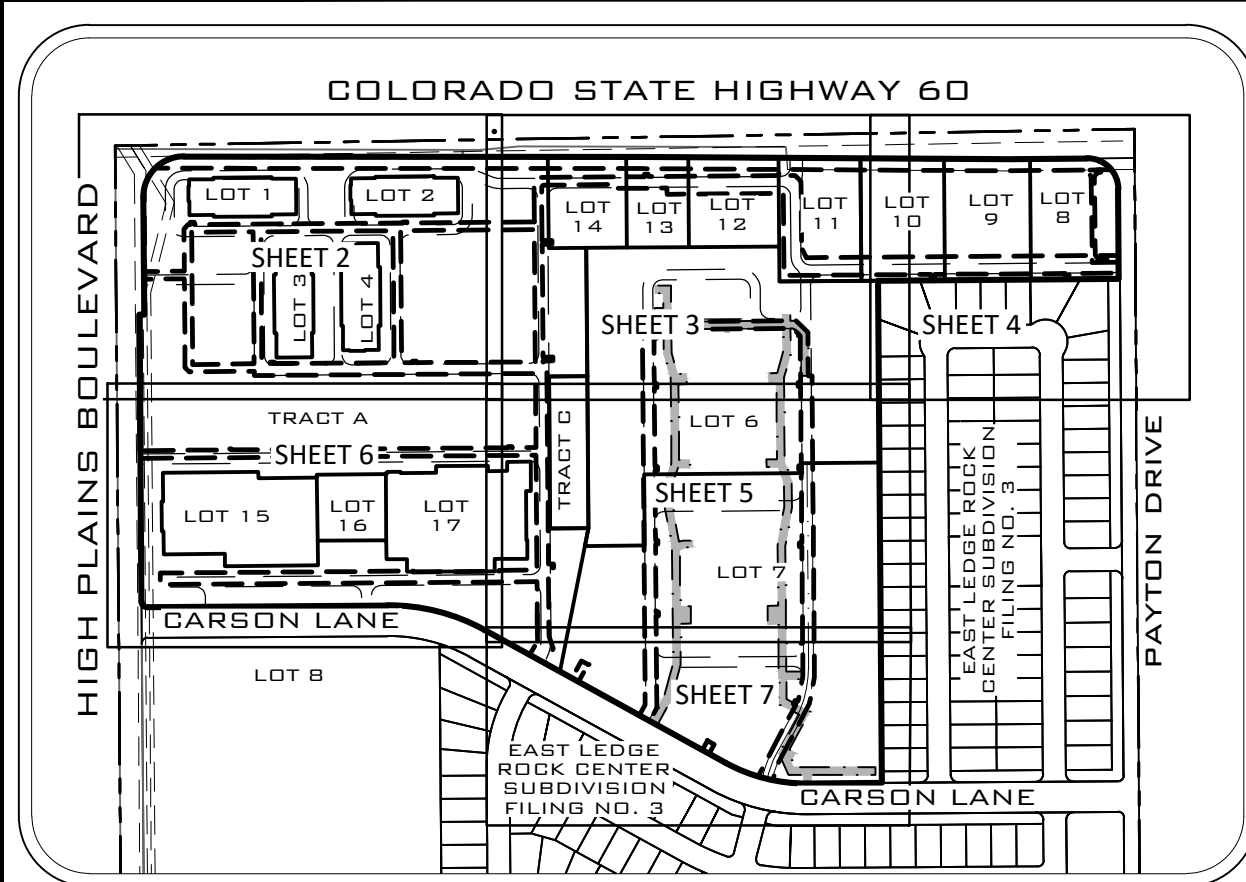 COLORADO STATE HIGHWAY 60
HIGH PLAINS BOULEVARD
LOT 1
LOT 2
LOT
14
LOT
13
LOT
12
LOT
11
LOT
10
LOT
9
LOT
8
SHEET 2
LOT 3
LOT 4
SHEET 3
SHEET 4
TRACT A
TRACT C
LOT 6
SHEET 6
SHEET 5
LOT 15
LOT
16
LOT
17
LOT 7
EAST LEDGE ROCK
CENTER SUBDIVISION
FILING NO. 3
PAYTON DRIVE
CARSON LANE
LOT 8
SHEET 7
EAST LEDGE
ROCK CENTER
SUBDIVISION
FILING NO. 3
CARSON LANE